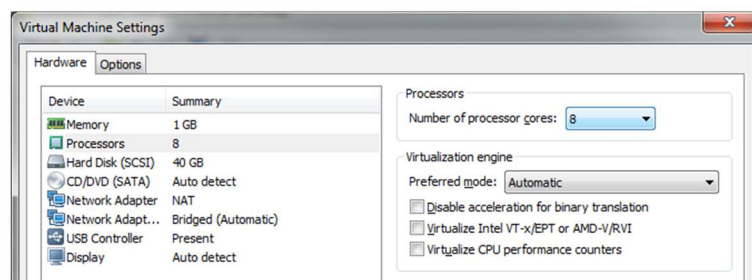 Virtual Machine Settings
Hardware Options
Device Summary
Memory 1 GB
Processors 8
Hard Disk (SCSI) 40 GB
CD/DVD (SATA) Auto detect
Network Adapter NAT
Network Adapt... Bridged (Automatic)
USB Controller Present
Display Auto detect
Processors
Number of processor cores: 8
Virtualization engine
Preferred mode: Automatic
Disable acceleration for binary translation
Virtualize Intel VT-x/EPT or AMD-V/RVI
Virtualize CPU performance counters